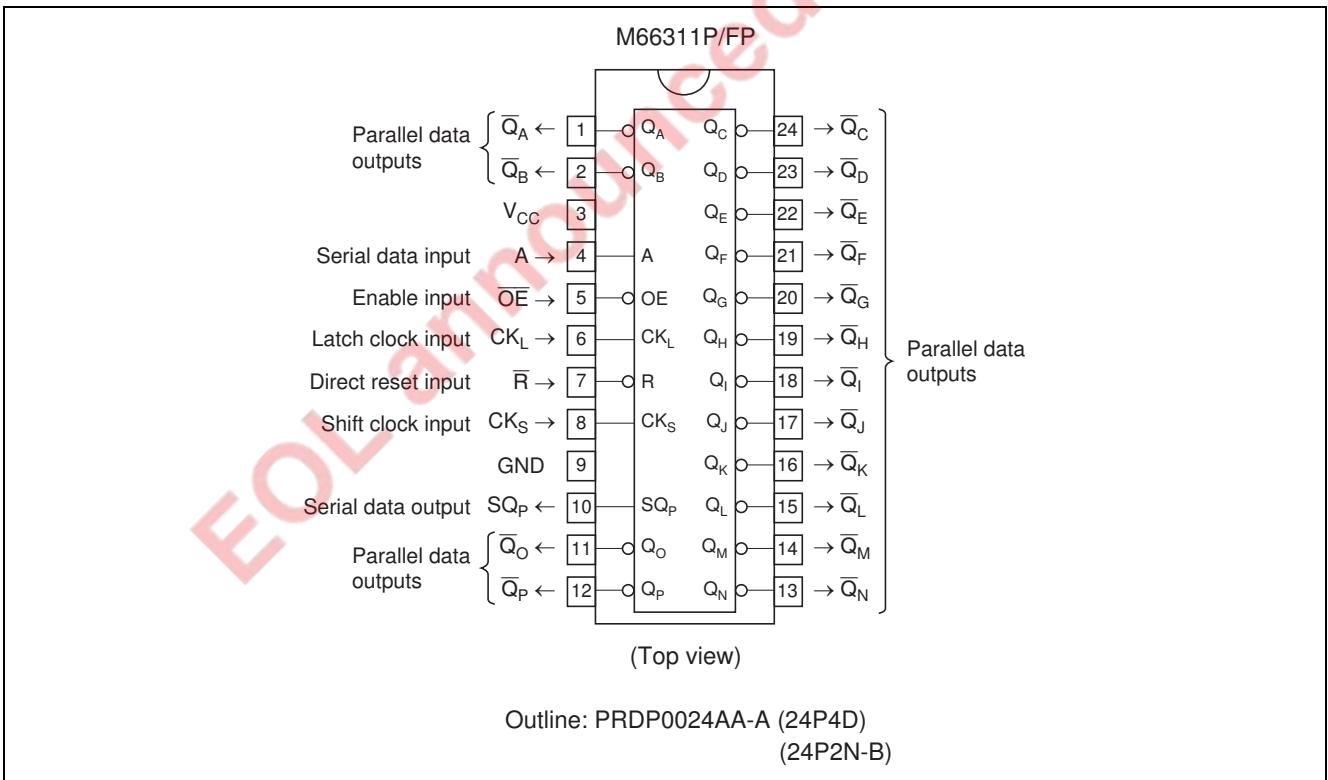 M66311P/FP
Parallel data outputs
Q̅A ← 1 QA QC 24 → Q̅C
Q̅B ← 2 QB QD 23 → Q̅D
VCC 3 QE 22 → Q̅E
Serial data input A → 4 A QF 21 → Q̅F
Enable input O̅E̅ → 5 OE QG 20 → Q̅G
Latch clock input CKL → 6 CKL QH 19 → Q̅H
Direct reset input R̅ → 7 R QI 18 → Q̅I
Shift clock input CKS → 8 CKS QJ 17 → Q̅J
GND 9 QK 16 → Q̅K
Serial data output SQP ← 10 SQP QL 15 → Q̅L
Parallel data outputs
Q̅O ← 11 QO QM 14 → Q̅M
Q̅P ← 12 QP QN 13 → Q̅N
Parallel data
outputs
(Top view)
Outline: PRDP0024AA-A (24P4D)
(24P2N-B)
EOL announced